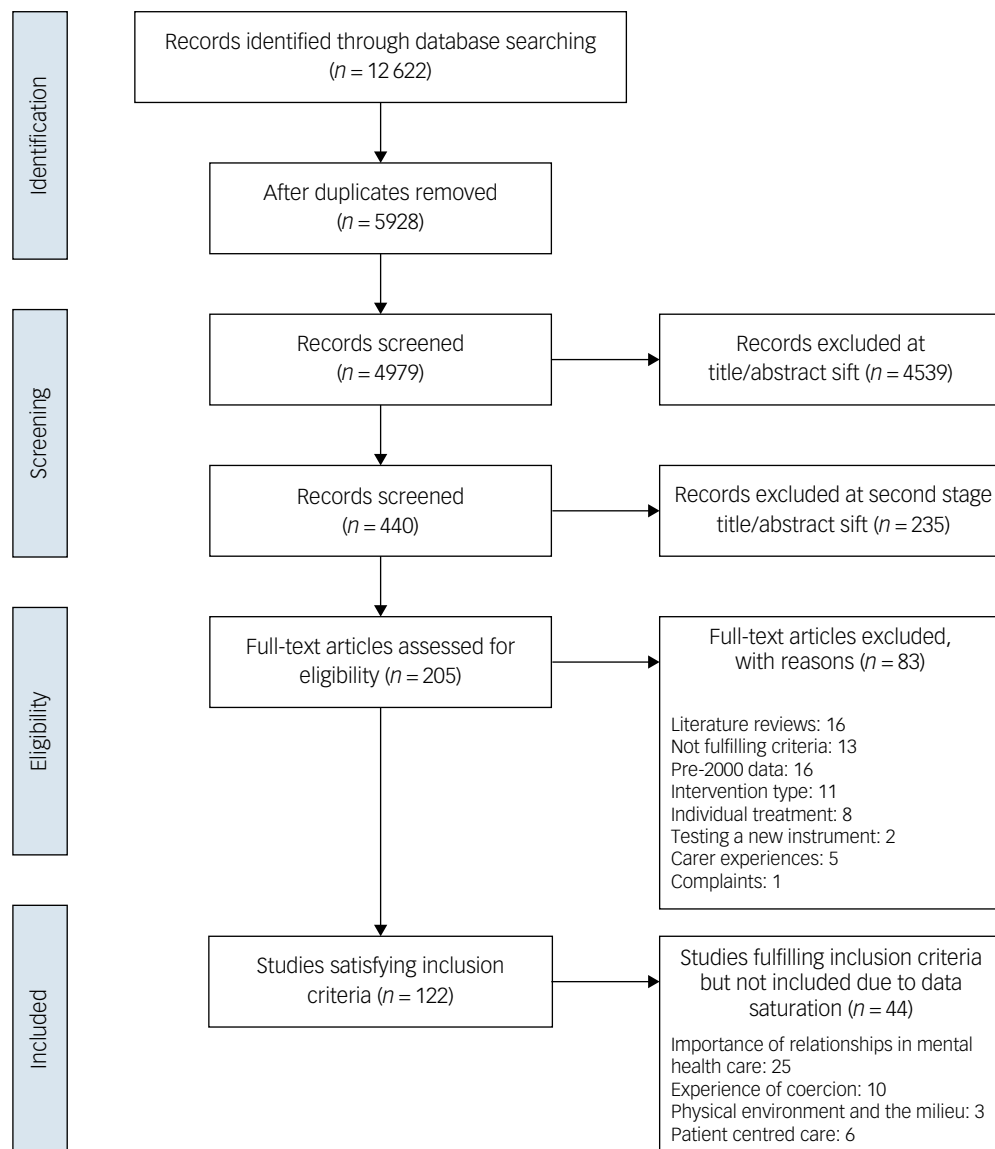 Identification
Records identified through database searching
(n = 12 622)
After duplicates removed
(n = 5928)
Screening
Records screened
(n = 4979)
Records excluded at
title/abstract sift (n = 4539)
Records screened
(n = 440)
Records excluded at second stage
title/abstract sift (n = 235)
Eligibility
Full-text articles assessed for
eligibility (n = 205)
Full-text articles excluded,
with reasons (n = 83)
Literature reviews: 16
Not fulfilling criteria: 13
Pre-2000 data: 16
Intervention type: 11
Individual treatment: 8
Testing a new instrument: 2
Carer experiences: 5
Complaints: 1
Included
Studies satisfying inclusion
criteria (n = 122)
Studies fulfilling inclusion criteria
but not included due to data
saturation (n = 44)
Importance of relationships in mental
health care: 25
Experience of coercion: 10
Physical environment and the milieu: 3
Patient centred care: 6